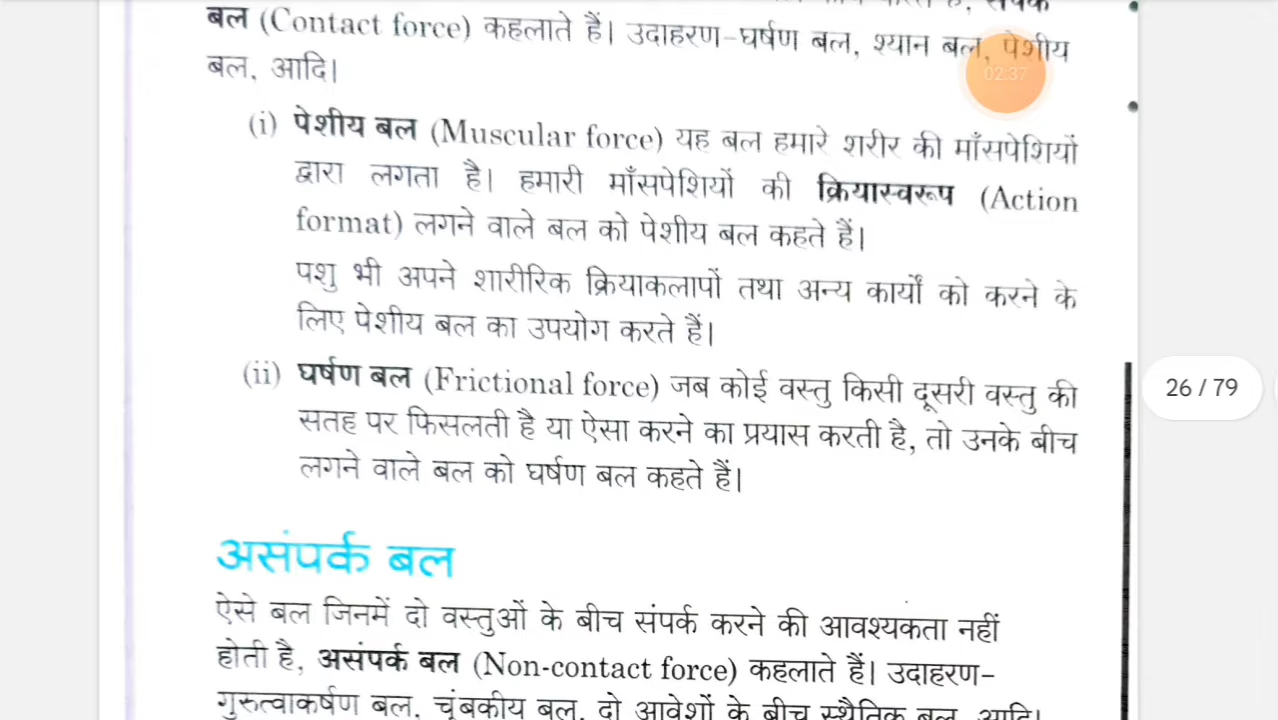 बल (Contact force) कहलाते हैं। उदाहरण-घर्षण बल, श्यान बल, पेशीय
बल, आदि।
02:37
(i) पेशीय बल (Muscular force) यह बल हमारे शरीर की माँसपेशियों
द्वारा लगता है। हमारी माँसपेशियों की क्रियास्वरूप (Action
format) लगने वाले बल को पेशीय बल कहते हैं।
पशु भी अपने शारीरिक क्रियाकलापों तथा अन्य कार्यों को करने के
लिए पेशीय बल का उपयोग करते हैं।
(ii) घर्षण बल (Frictional force) जब कोई वस्तु किसी दूसरी वस्तु की
26 / 79
सतह पर फिसलती है या ऐसा करने का प्रयास करती है, तो उनके बीच
लगने वाले बल को घर्षण बल कहते हैं।
असंपर्क बल
ऐसे बल जिनमें दो वस्तुओं के बीच संपर्क करने की आवश्यकता नहीं
होती है, असंपर्क बल (Non-contact force) कहलाते हैं। उदाहरण-
गुरुत्वाकर्षण बल, चुंबकीय बल, दो आवेशों के बीच स्थैतिक बल, आदि।